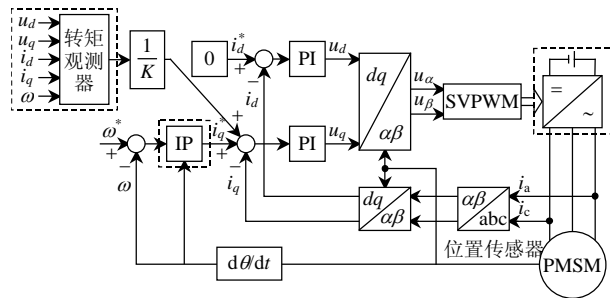 u_d
u_q
i_d
i_q
ω
转矩
观测
器
1
K
0
i_d^*
+
−
i_d
PI
u_d
dq
αβ
u_α
u_β
SVPWM
=
~
ω^*
+
−
ω
IP
i_q^*
+
+
−
i_q
PI
u_q
dq
αβ
αβ
abc
i_a
i_c
位置传感器
PMSM
dθ/dt